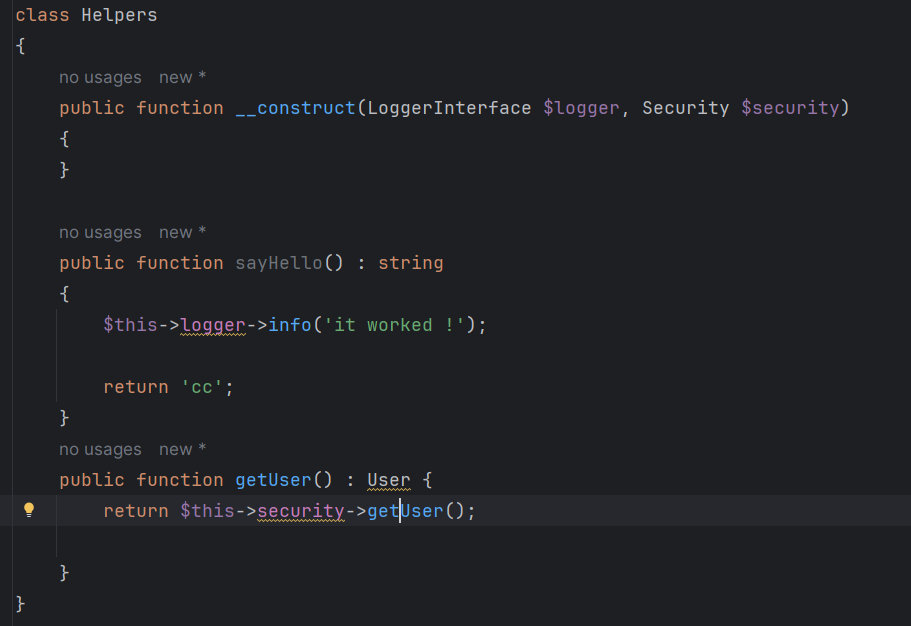 class Helpers
{
no usages new *
public function __construct(LoggerInterface $logger, Security $security)
{
}
no usages new *
public function sayHello() : string
{
$this->logger->info('it worked !');
return 'cc';
}
no usages new *
public function getUser() : User {
return $this->security->getUser();
}
}